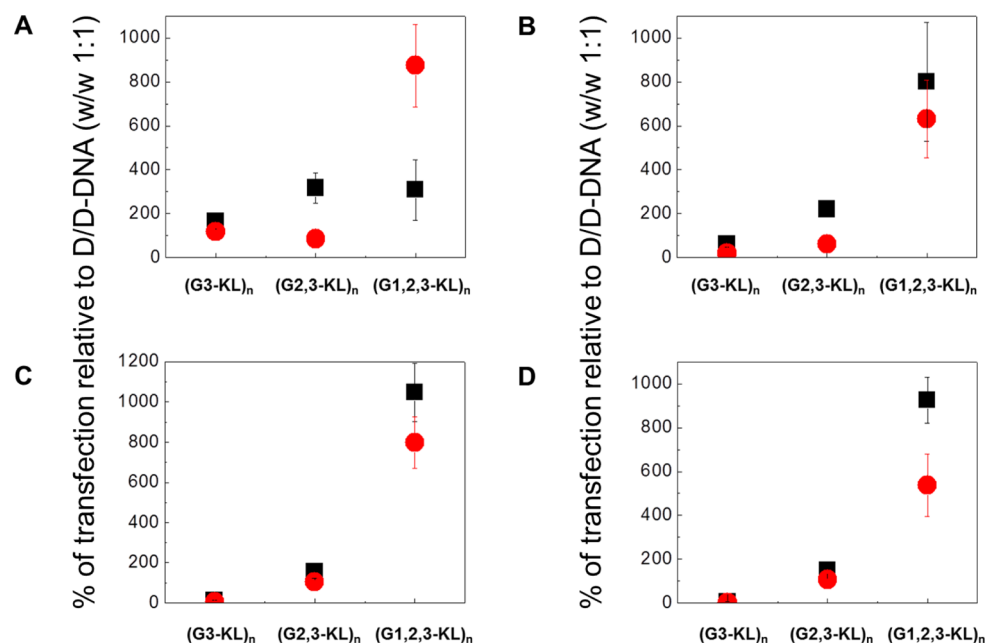 A
% of transfection relative to D/D-DNA (w/w 1:1)
1000
800
600
400
200
0
(G3-KL)n
(G2,3-KL)n
(G1,2,3-KL)n
B
1000
800
600
400
200
0
(G3-KL)n
(G2,3-KL)n
(G1,2,3-KL)n
% of transfection relative to D/D-DNA (w/w 1:1)
C
1200
1000
800
600
400
200
0
(G3-KL)n
(G2,3-KL)n
(G1,2,3-KL)n
D
1000
800
600
400
200
0
(G3-KL)n
(G2,3-KL)n
(G1,2,3-KL)n